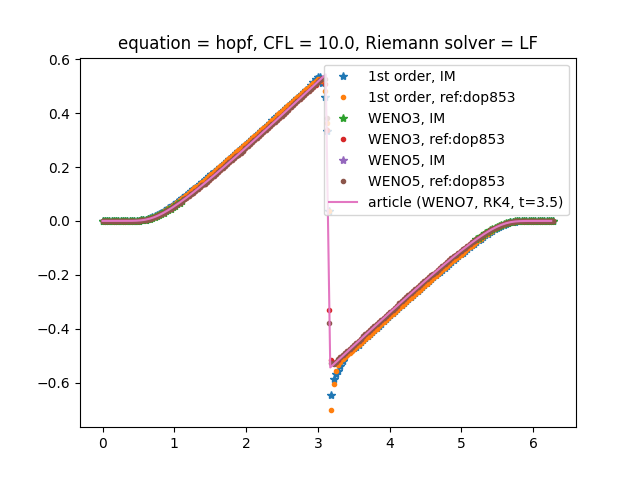 equation = hopf, CFL = 10.0, Riemann solver = LF
0.6
0.4
0.2
0.0
−0.2
−0.4
−0.6
0
1
2
3
4
5
6
1st order, IM
1st order, ref:dop853
WENO3, IM
WENO3, ref:dop853
WENO5, IM
WENO5, ref:dop853
article (WENO7, RK4, t=3.5)